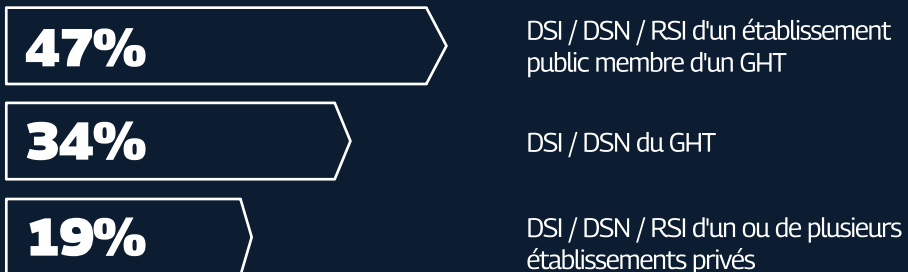 47%
DSI / DSN / RSI d'un établissement
public membre d'un GHT
34%
DSI / DSN du GHT
19%
DSI / DSN / RSI d'un ou de plusieurs
établissements privés